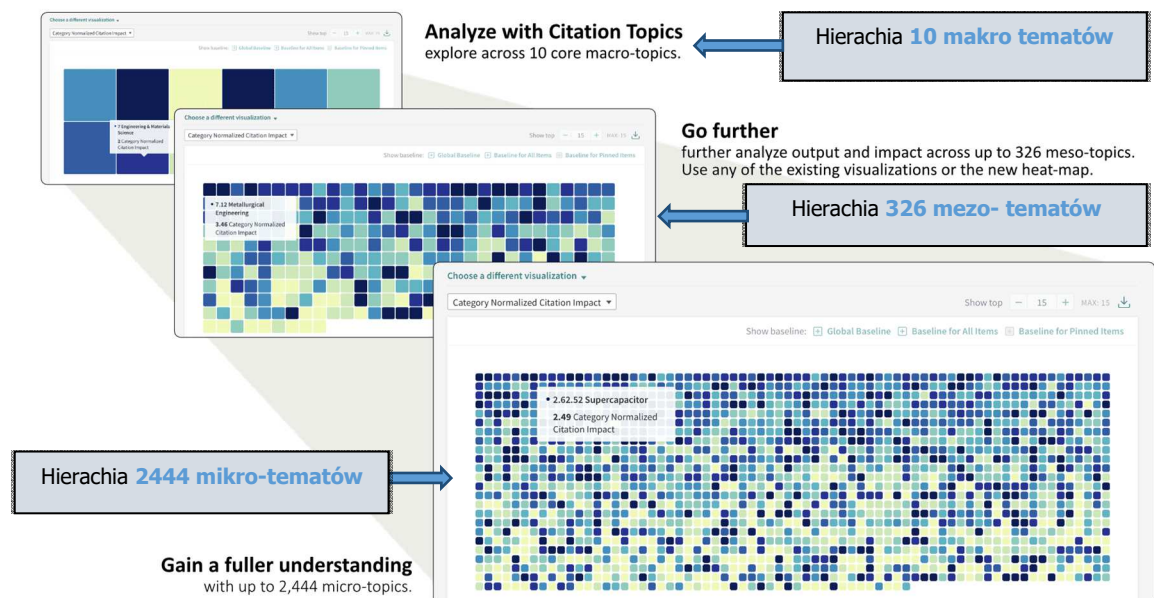 Choose a different visualization
Category Normalized Citation Impact
Show top − 15 + MAX: 15
Show baseline: Global Baseline Baseline for All Items Baseline for Pinned Items
• 7 Engineering & Materials
Science
3 Category Normalized
Citation Impact
Analyze with Citation Topics
explore across 10 core macro-topics.
Hierachia 10 makro tematów
Choose a different visualization
Category Normalized Citation Impact
Show top − 15 + MAX: 15
Show baseline: Global Baseline Baseline for All Items Baseline for Pinned Items
• 7.12 Metallurgical
Engineering
3.46 Category Normalized
Citation Impact
Go further
further analyze output and impact across up to 326 meso-topics.
Use any of the existing visualizations or the new heat-map.
Hierachia 326 mezo- tematów
Choose a different visualization
Category Normalized Citation Impact
Show top − 15 + MAX: 15
Show baseline: Global Baseline Baseline for All Items Baseline for Pinned Items
• 2.62.52 Supercapacitor
2.49 Category Normalized
Citation Impact
Hierachia 2444 mikro-tematów
Gain a fuller understanding
with up to 2,444 micro-topics.